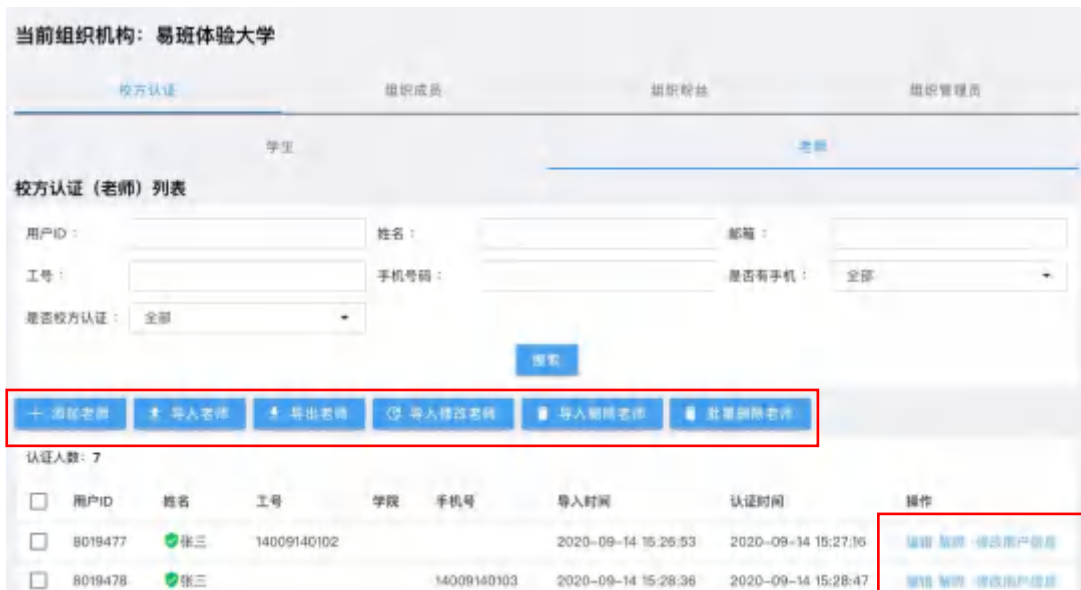 当前组织机构：易班体验大学
校方认证 组织成员 组织粉丝 组织管理员
学生 老师
校方认证（老师）列表
用户ID： 姓名： 邮箱：
工号： 手机号码： 是否有手机： 全部
是否校方认证： 全部
搜索
添加老师 导入老师 导出老师 导入修改老师 导入删除老师 批量删除老师
认证人数：7
用户ID 姓名 工号 学院 手机号 导入时间 认证时间 操作
8019477 张三 14009140102 2020-09-14 15:26:53 2020-09-14 15:27:16 编辑 修改用户信息
8019478 张三 14009140103 2020-09-14 15:28:36 2020-09-14 15:28:47 编辑 修改用户信息